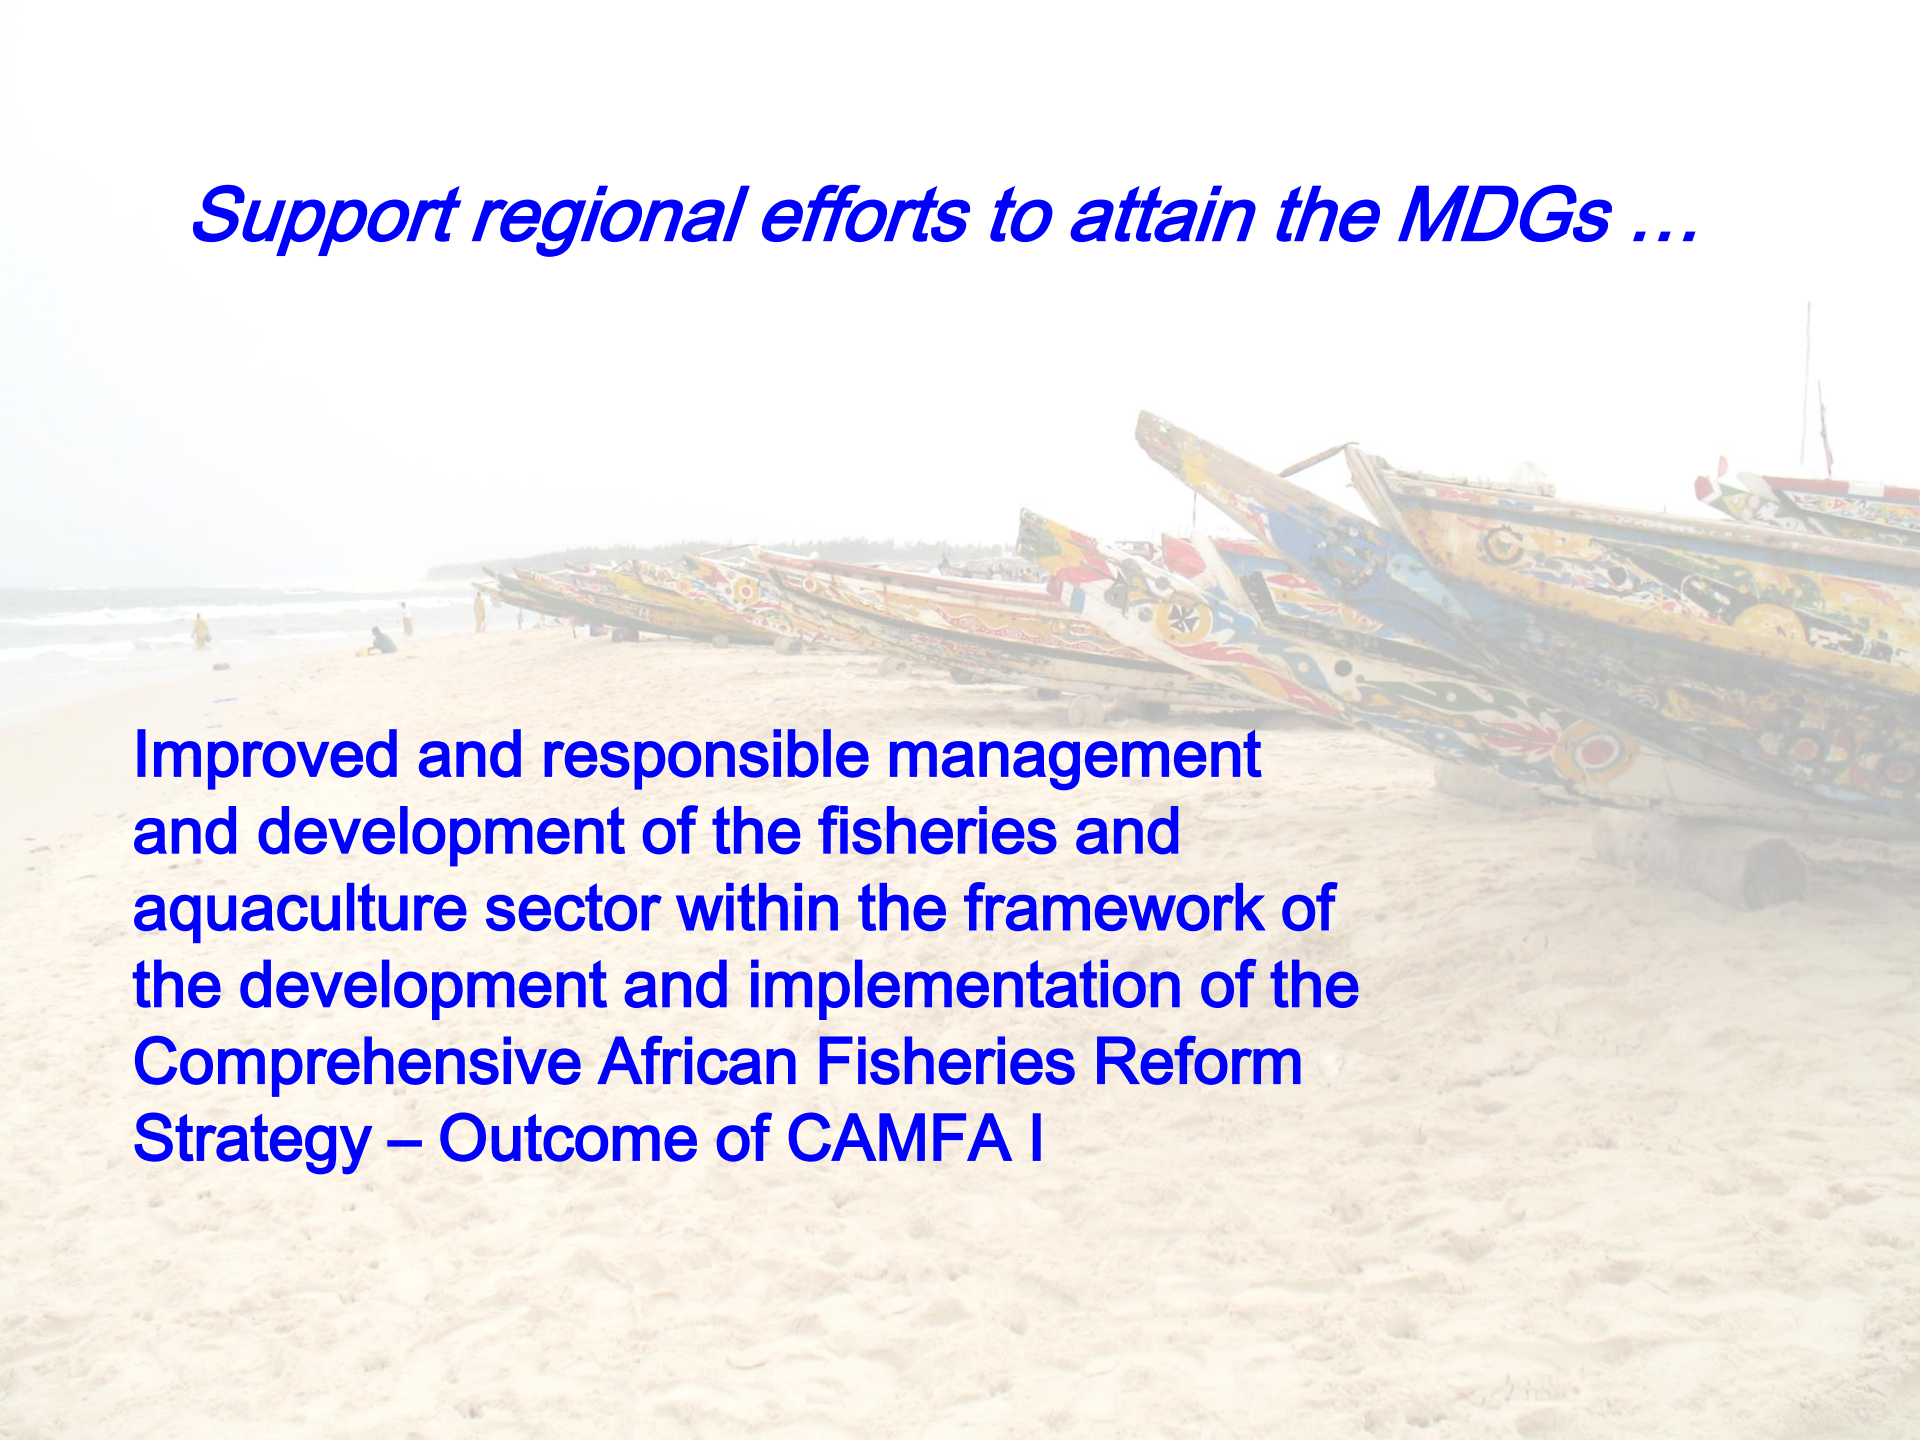 Support regional efforts to attain the MDGs …
Improved and responsible management
and development of the fisheries and
aquaculture sector within the framework of
the development and implementation of the
Comprehensive African Fisheries Reform
Strategy – Outcome of CAMFA I